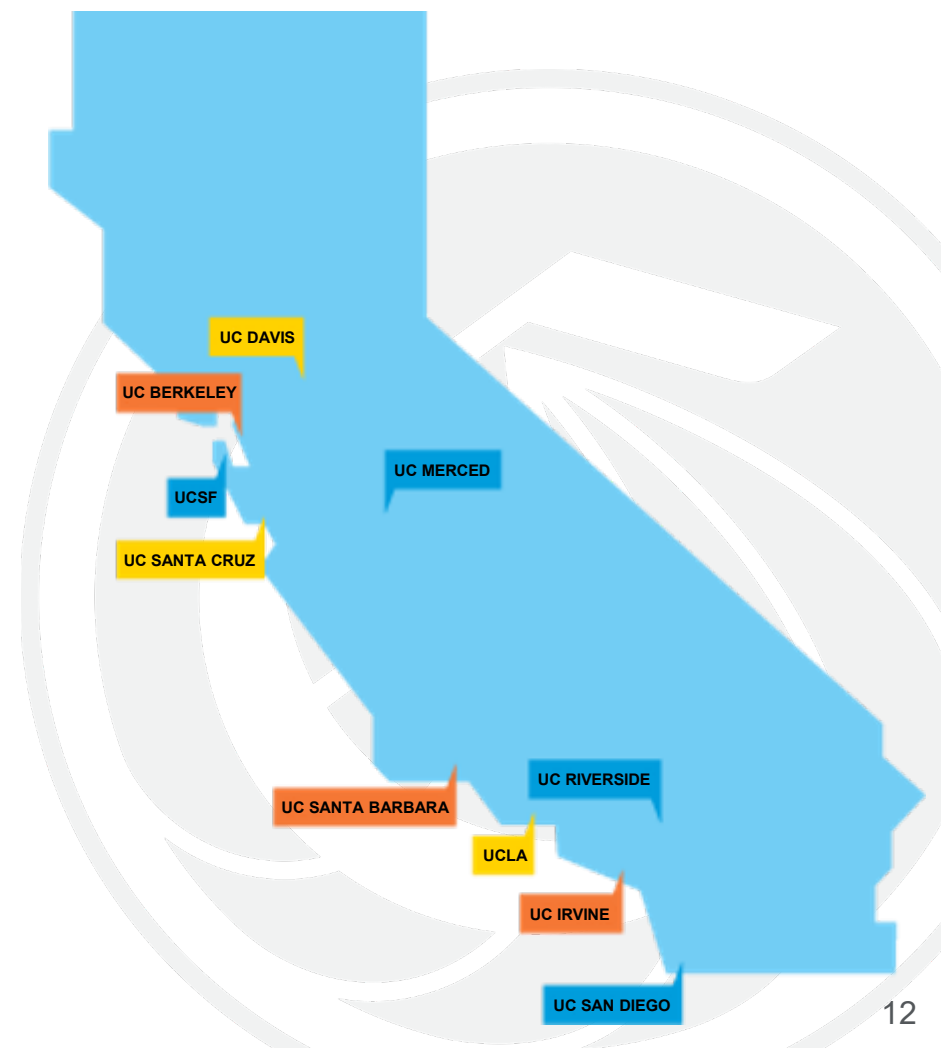 UC DAVIS
UC BERKELEY
UC MERCED
UCSF
UC SANTA CRUZ
UC RIVERSIDE
UC SANTA BARBARA
UCLA
UC IRVINE
UC SAN DIEGO
12